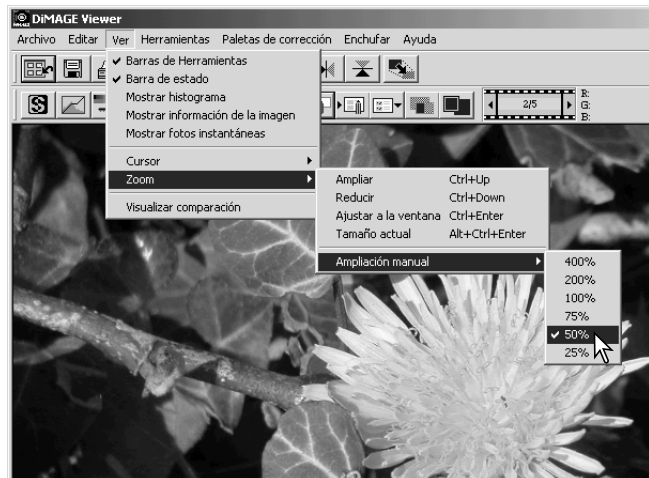 DiMAGE Viewer
Archivo Editar Ver Herramientas Paletas de corrección Enchufar Ayuda
Barras de Herramientas
Barra de estado
Mostrar histograma
Mostrar información de la imagen
Mostrar fotos instantáneas
Cursor
Zoom
Visualizar comparación
2/5
R:
G:
B:
Ampliar Ctrl+Up
Reducir Ctrl+Down
Ajustar a la ventana Ctrl+Enter
Tamaño actual Alt+Ctrl+Enter
Ampliación manual
400%
200%
100%
75%
50%
25%